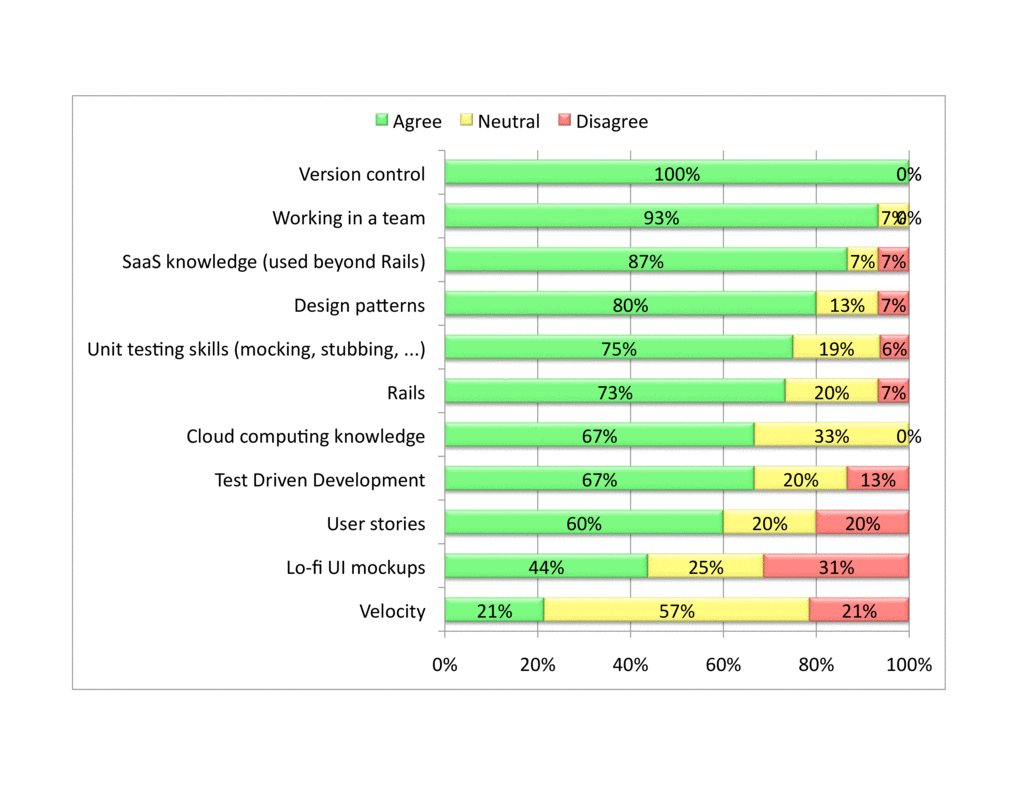 Agree Neutral Disagree
Version control 100% 0%
Working in a team 93% 7% 0%
SaaS knowledge (used beyond Rails) 87% 7% 7%
Design patterns 80% 13% 7%
Unit testing skills (mocking, stubbing, ...) 75% 19% 6%
Rails 73% 20% 7%
Cloud computing knowledge 67% 33% 0%
Test Driven Development 67% 20% 13%
User stories 60% 20% 20%
Lo-fi UI mockups 44% 25% 31%
Velocity 21% 57% 21%
0% 20% 40% 60% 80% 100%